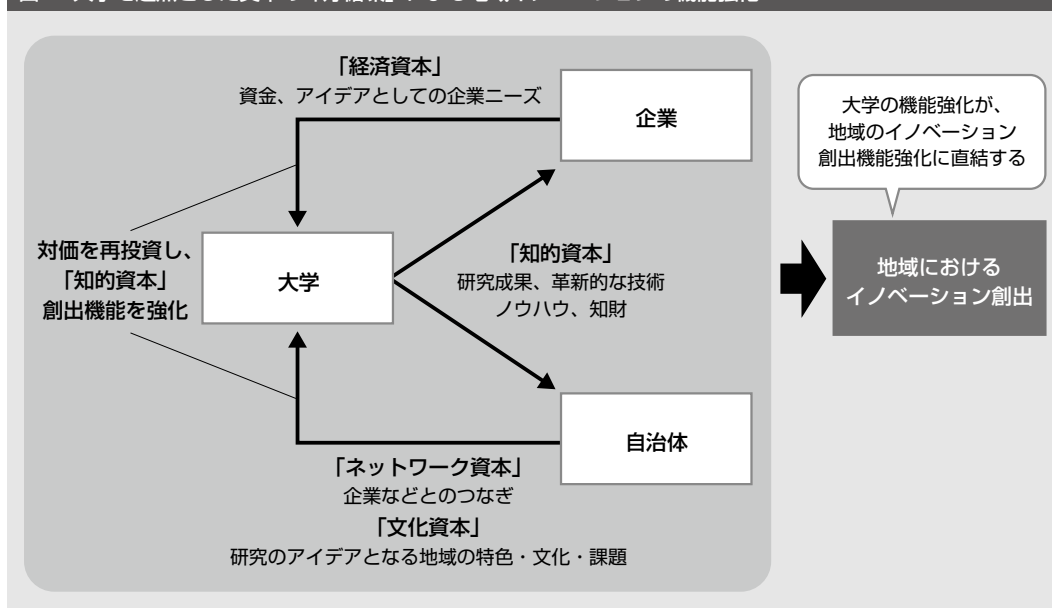 「経済資本」
資金、アイデアとしての企業ニーズ
企業
大学の機能強化が、
地域のイノベーション
創出機能強化に直結する
対価を再投資し、
「知的資本」
創出機能を強化
大学
「知的資本」
研究成果、革新的な技術
ノウハウ、知財
地域における
イノベーション創出
自治体
「ネットワーク資本」
企業などとのつなぎ
「文化資本」
研究のアイデアとなる地域の特色・文化・課題